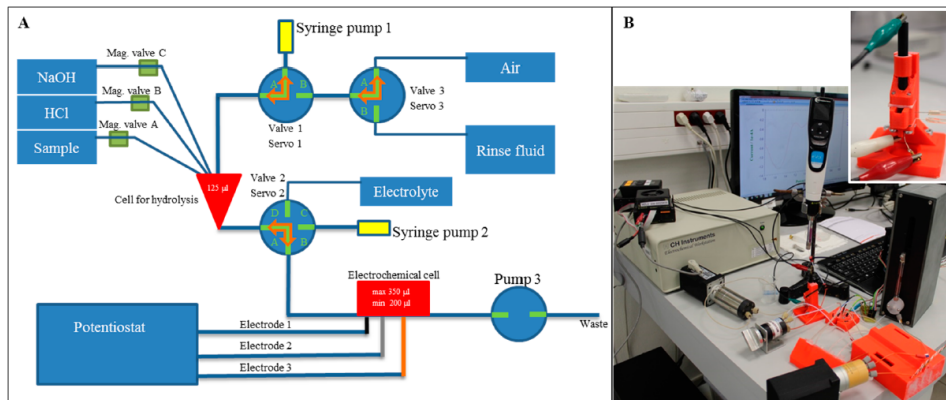 A
Syringe pump 1
Mag. valve C
NaOH
Mag. valve B
HCl
Mag. valve A
Sample
A
B
Valve 1
Servo 1
A
B
Valve 3
Servo 3
Air
Rinse fluid
125 µl
Cell for hydrolysis
Valve 2
Servo 2
D
C
A
B
Electrolyte
Syringe pump 2
Electrochemical cell
max 350 µl
min 200 µl
Pump 3
Waste
Potentiostat
Electrode 1
Electrode 2
Electrode 3
B
CH Instruments